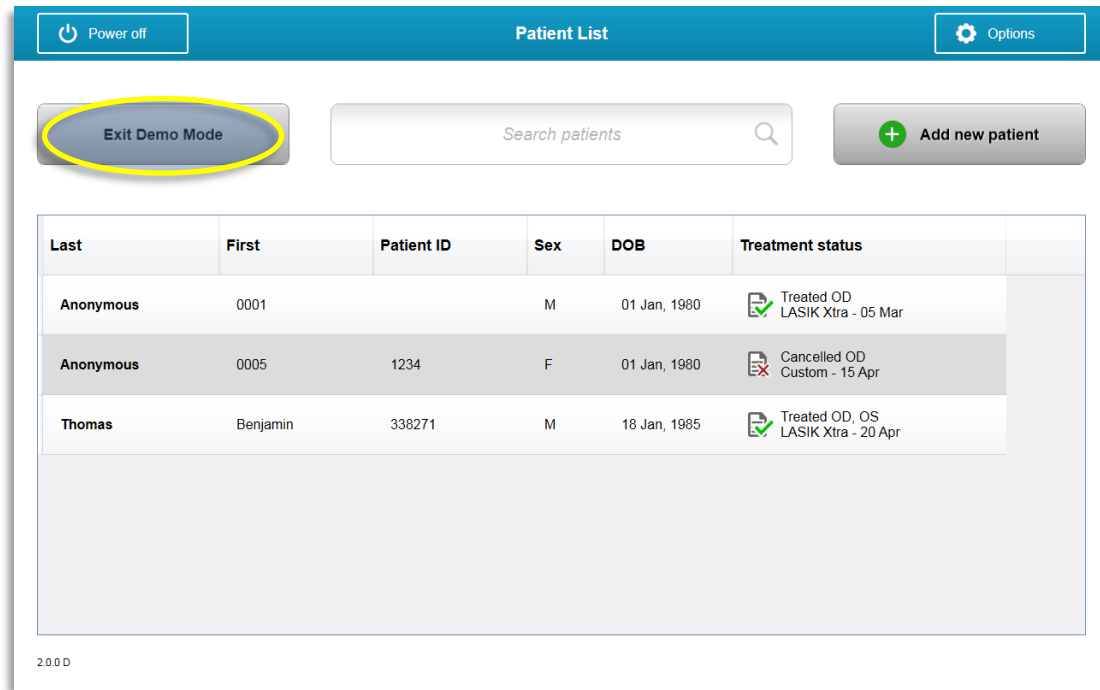 Power off
Patient List
Options
Exit Demo Mode
Search patients
Add new patient
Last First Patient ID Sex DOB Treatment status
Anonymous 0001 M 01 Jan, 1980 Treated OD
LASIK Xtra - 05 Mar
Anonymous 0005 1234 F 01 Jan, 1980 Cancelled OD
Custom - 15 Apr
Thomas Benjamin 338271 M 18 Jan, 1985 Treated OD, OS
LASIK Xtra - 20 Apr
2.0.0 D